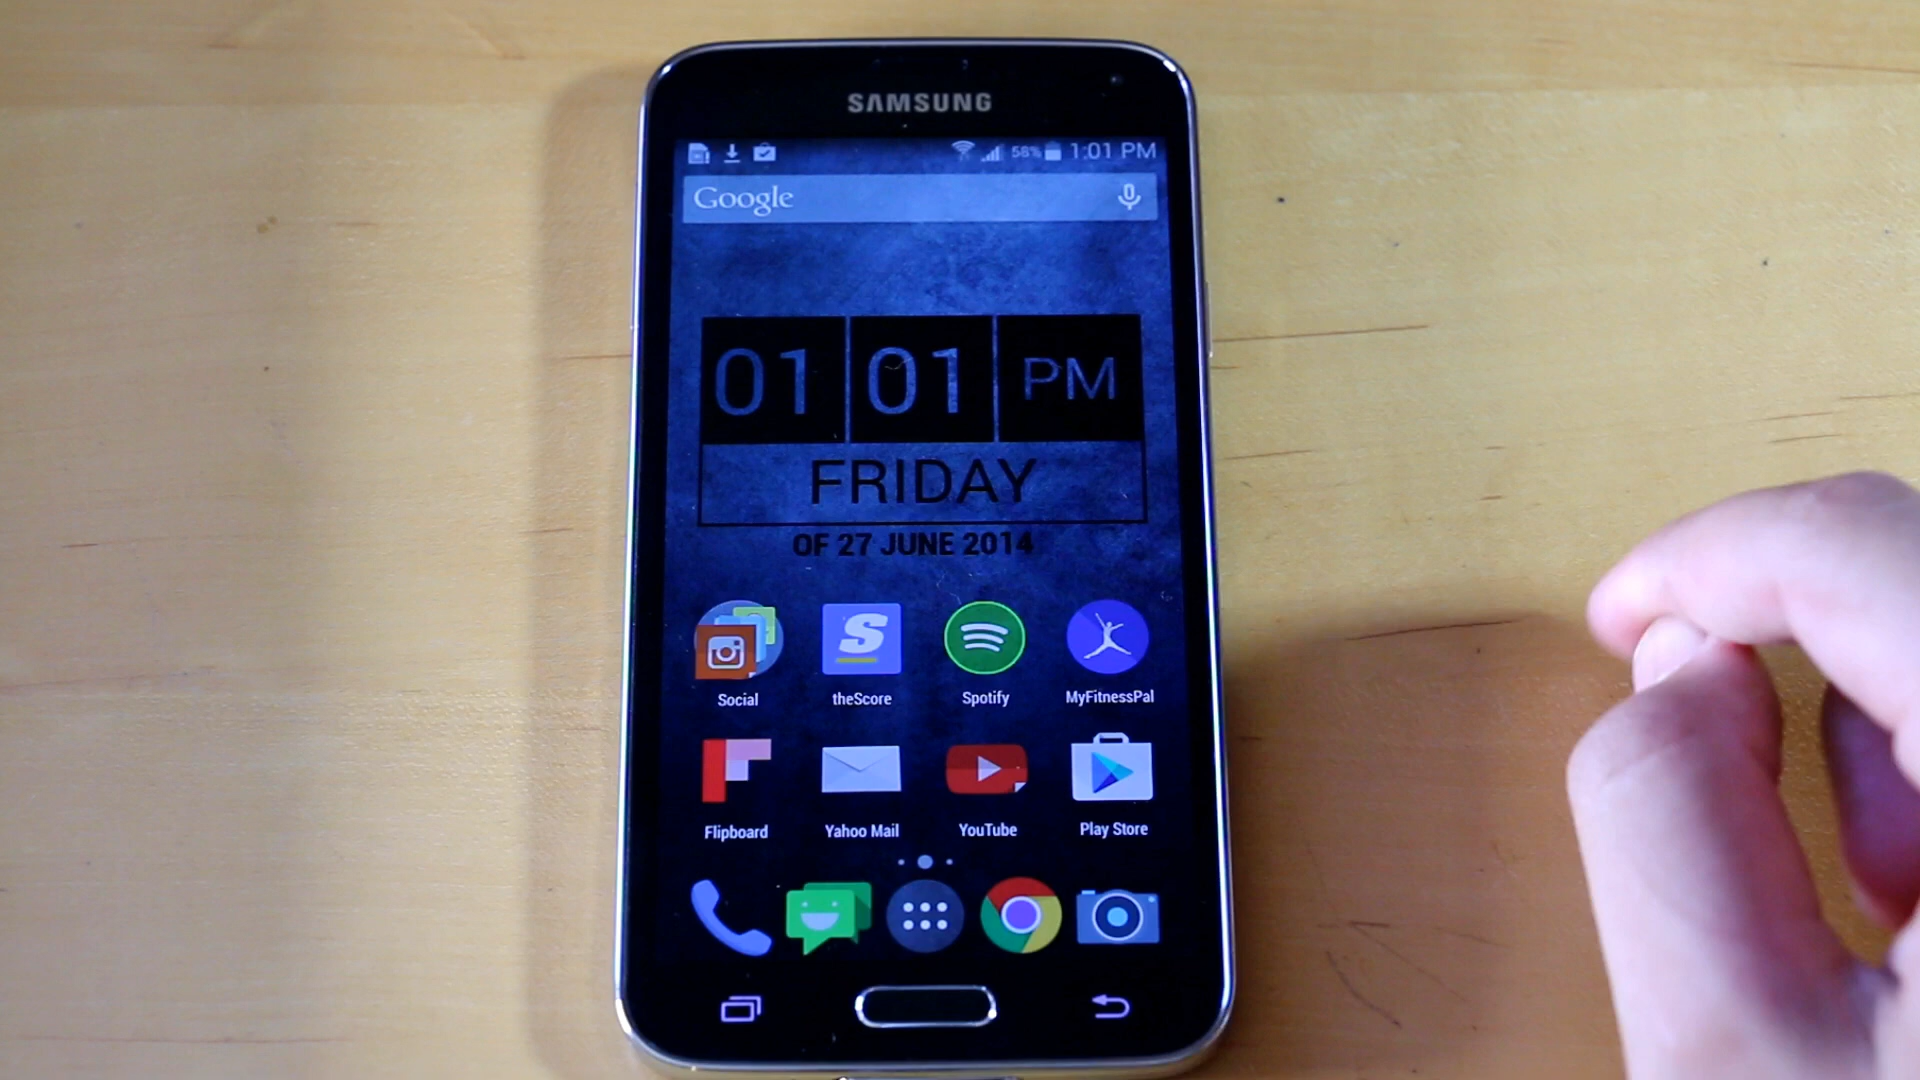 SAMSUNG
58% 1:01 PM
Google
01 01 PM
FRIDAY
OF 27 JUNE 2014
Social theScore Spotify MyFitnessPal
Flipboard Yahoo Mail YouTube Play Store